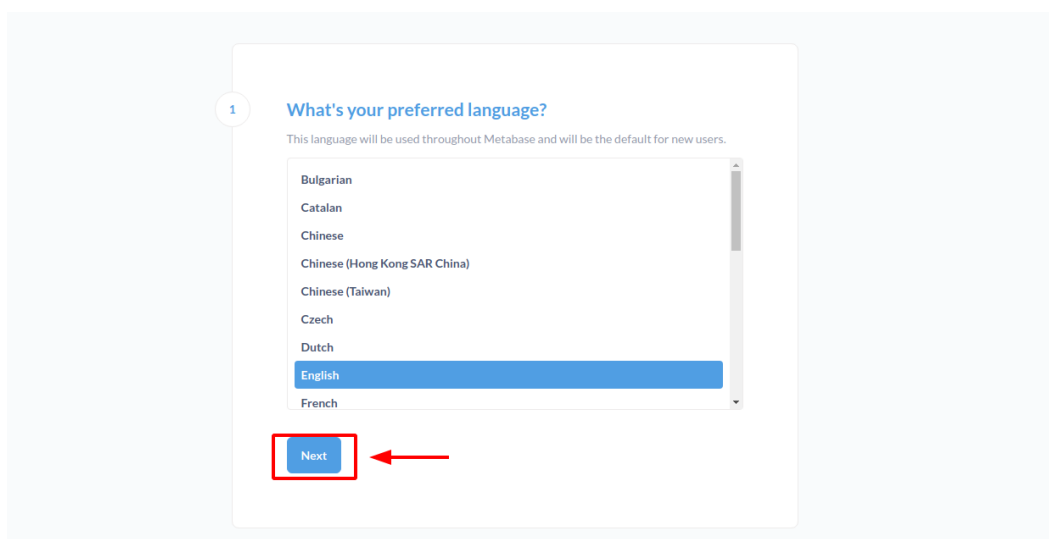 1
What's your preferred language?
This language will be used throughout Metabase and will be the default for new users.
Bulgarian
Catalan
Chinese
Chinese (Hong Kong SAR China)
Chinese (Taiwan)
Czech
Dutch
English
French
Next